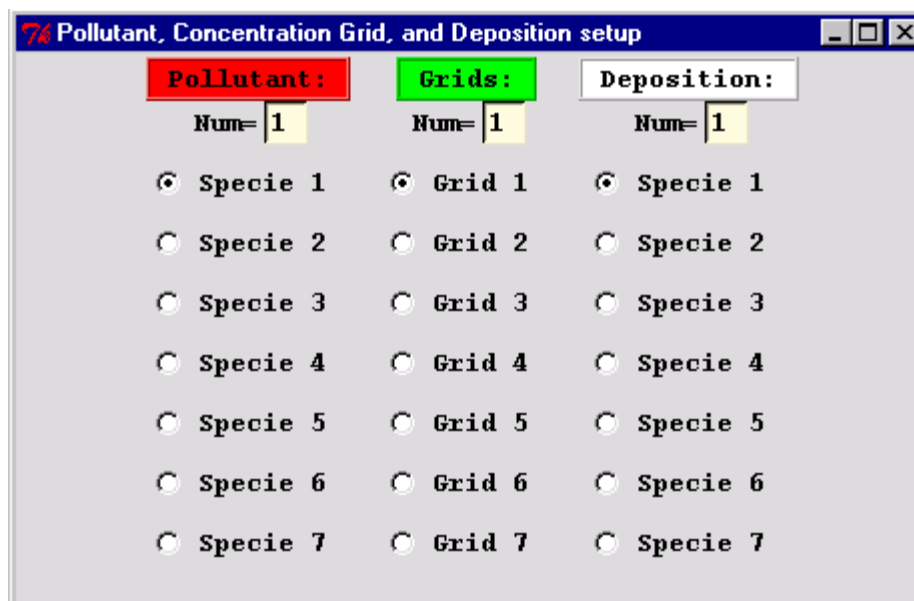 Pollutant, Concentration Grid, and Deposition setup
Pollutant: Grids: Deposition:
Num= 1 Num= 1 Num= 1
Specie 1 Grid 1 Specie 1
Specie 2 Grid 2 Specie 2
Specie 3 Grid 3 Specie 3
Specie 4 Grid 4 Specie 4
Specie 5 Grid 5 Specie 5
Specie 6 Grid 6 Specie 6
Specie 7 Grid 7 Specie 7